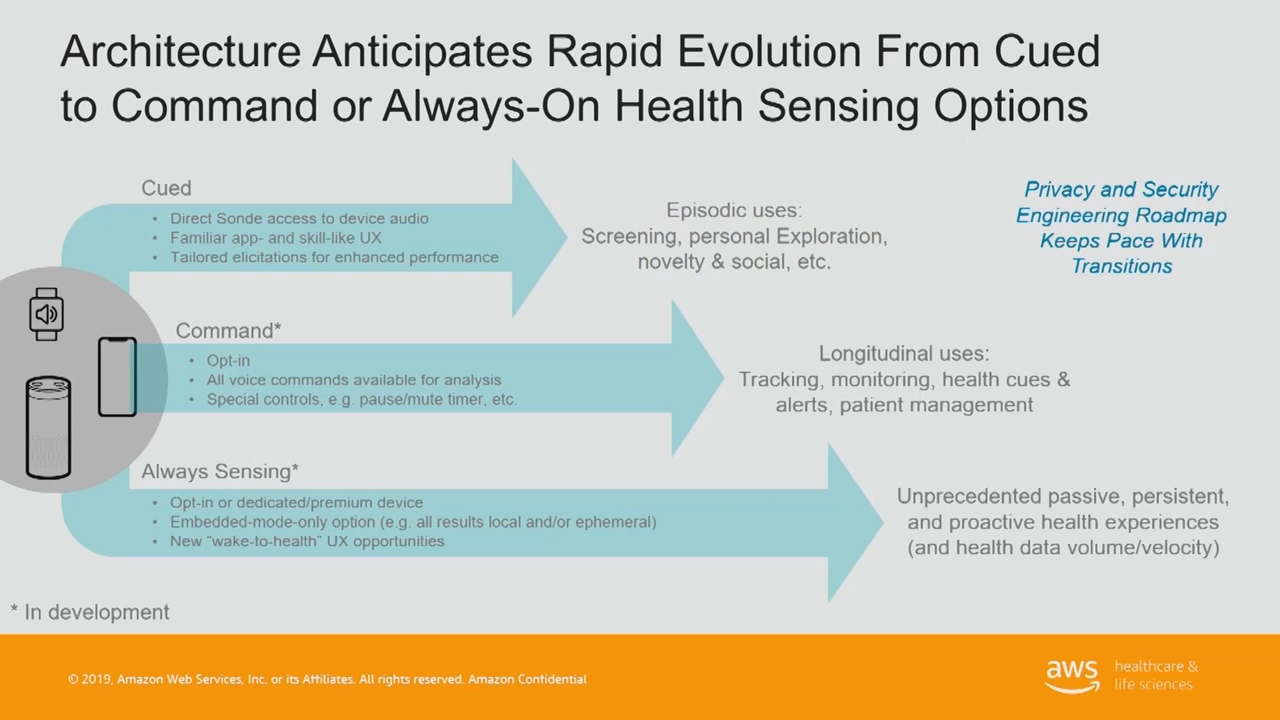 Architecture Anticipates Rapid Evolution From Cued
to Command or Always-On Health Sensing Options
Cued
• Direct Sonde access to device audio
• Familiar app- and skill-like UX
• Tailored elicitations for enhanced performance
Episodic uses:
Screening, personal Exploration,
novelty & social, etc.
Privacy and Security
Engineering Roadmap
Keeps Pace With
Transitions
Command*
• Opt-in
• All voice commands available for analysis
• Special controls, e.g. pause/mute timer, etc.
Longitudinal uses:
Tracking, monitoring, health cues &
alerts, patient management
Always Sensing*
• Opt-in or dedicated/premium device
• Embedded-mode-only option (e.g. all results local and/or ephemeral)
• New "wake-to-health" UX opportunities
Unprecedented passive, persistent,
and proactive health experiences
(and health data volume/velocity)
* In development
© 2019, Amazon Web Services, Inc. or its Affiliates. All rights reserved. Amazon Confidential
aws
healthcare &
life sciences